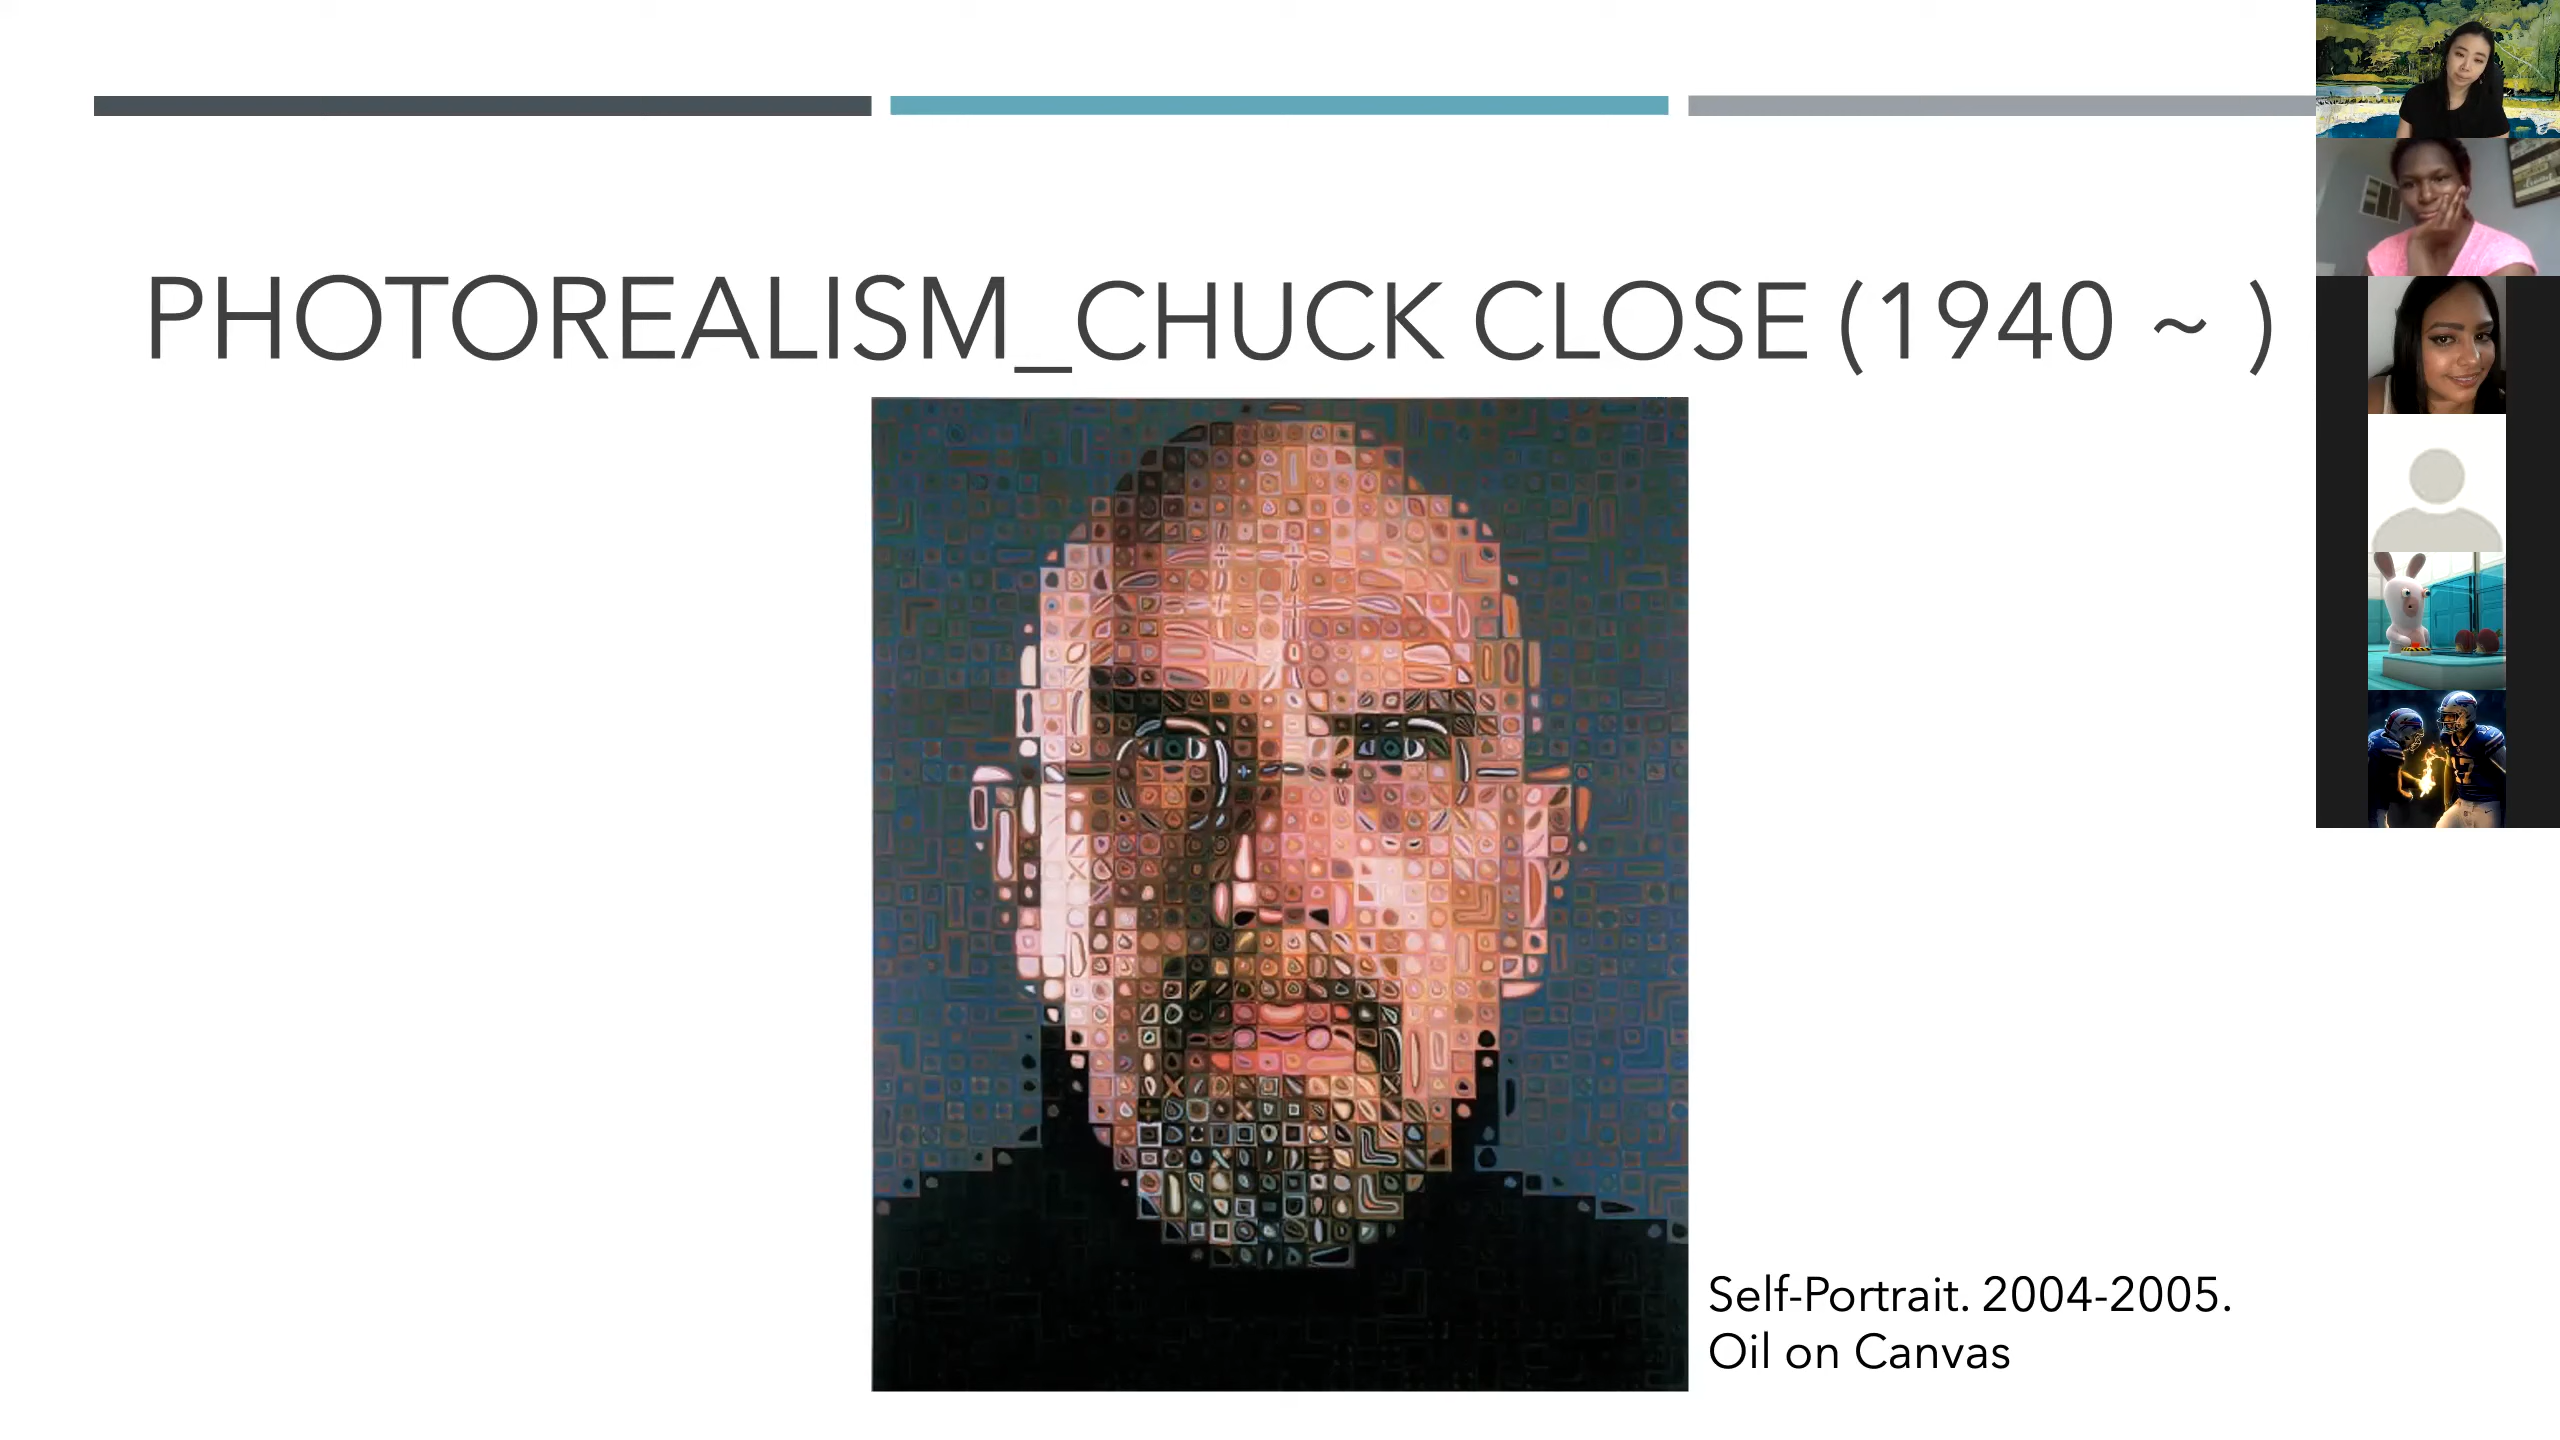 PHOTOREALISM_CHUCK CLOSE (1940 ~ )
Self-Portrait. 2004-2005.
Oil on Canvas